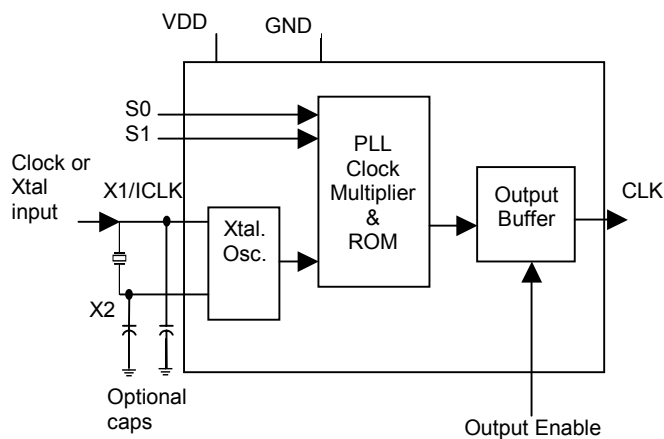 VDD
GND
S0
S1
Clock or
Xtal
input
X1/ICLK
X2
Optional
caps
Xtal.
Osc.
PLL
Clock
Multiplier
&
ROM
Output
Buffer
CLK
Output Enable